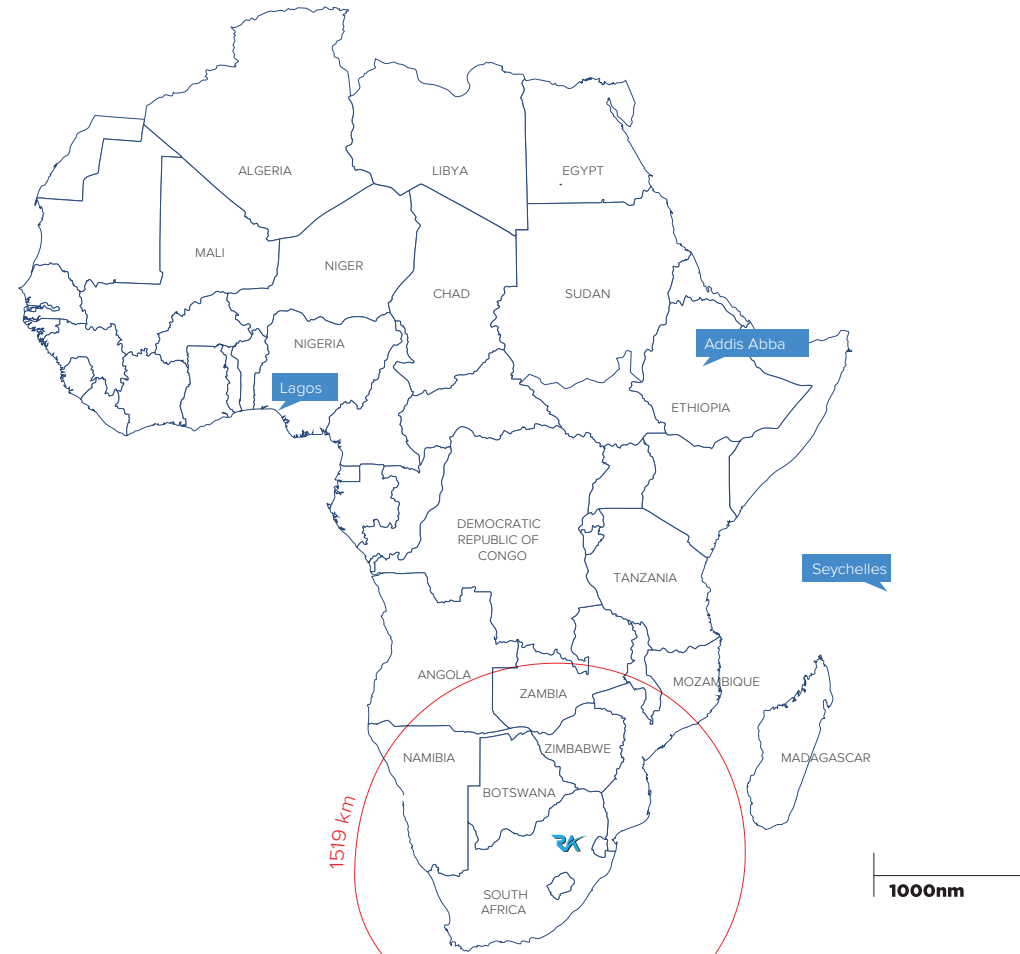 ALGERIA
LIBYA
EGYPT
MALI
NIGER
CHAD
SUDAN
NIGERIA
Addis Abba
Lagos
ETHIOPIA
DEMOCRATIC
REPUBLIC OF
CONGO
Seychelles
TANZANIA
ANGOLA
ZAMBIA
MOZAMBIQUE
NAMIBIA
ZIMBABWE
MADAGASCAR
BOTSWANA
1519 km
RA
SOUTH
AFRICA
1000nm